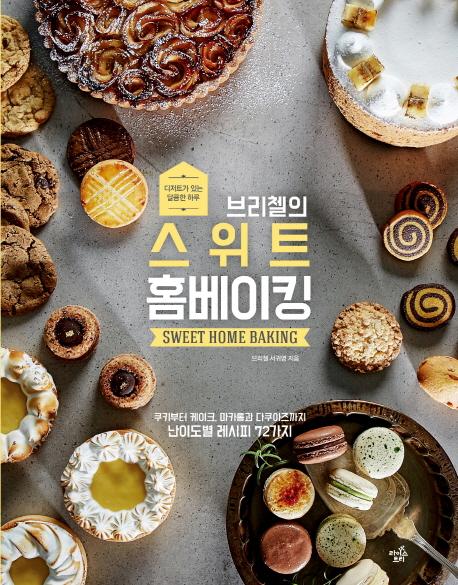 디저트가 있는
달콤한 하루
브리첼의
스위트
홈베이킹
SWEET HOME BAKING
브리첼 서귀영 지음
쿠키부터 케이크, 마카롱과 다쿠아즈까지
난이도별 레시피 72가지
라이스
트리